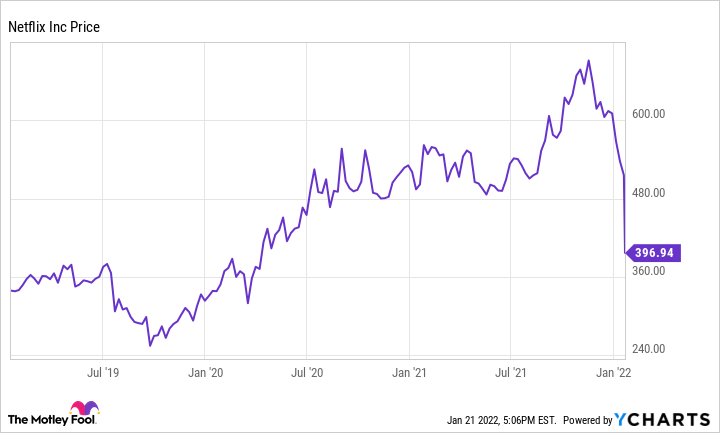 Netflix Inc Price
600.00
480.00
396.94
360.00
240.00
Jul '19 Jan '20 Jul '20 Jan '21 Jul '21 Jan '22
The Motley Fool. Jan 21 2022, 5:06PM EST. Powered by YCHARTS